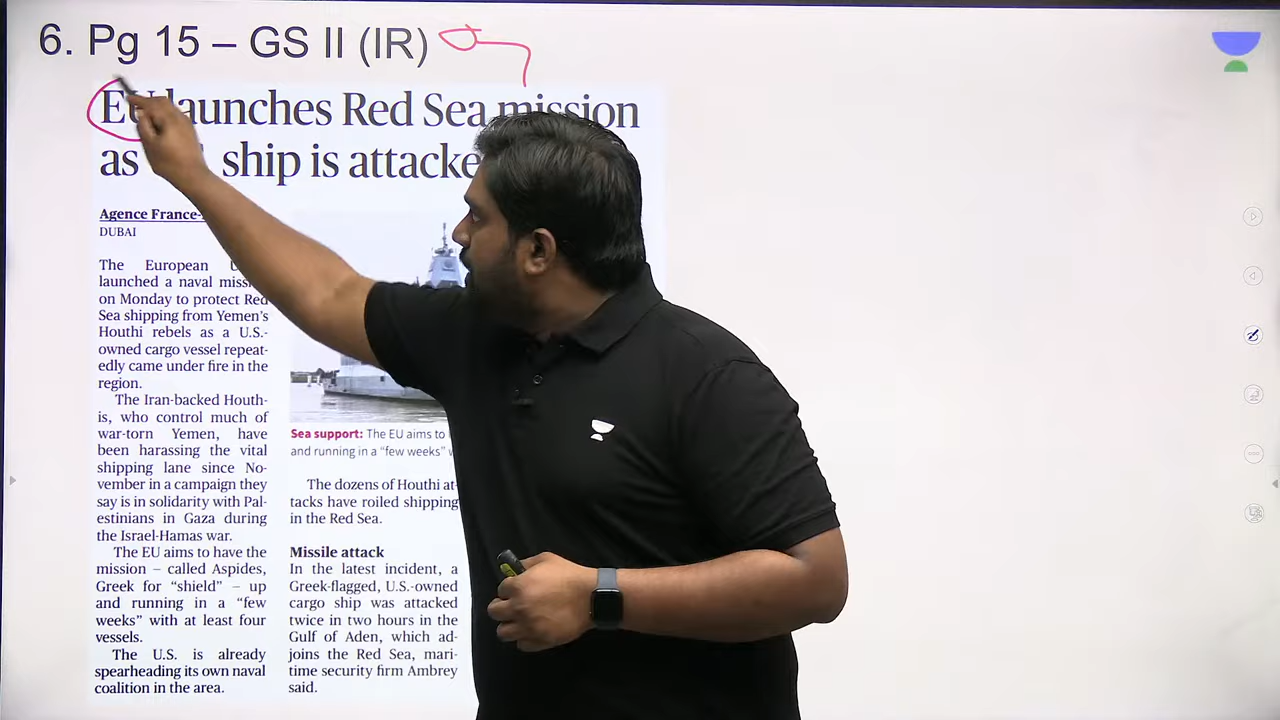 6. Pg 15 – GS II (IR)
EU launches Red Sea mission
as ship is attacke
Agence France-
DUBAI
The European
launched a naval
on Monday to protect Red
Sea shipping from Yemen's
Houthi rebels as a U.S.-
owned cargo vessel repeat-
edly came under fire in the
region.
The Iran-backed Houth-
is, who control much of
war-torn Yemen, have
been harassing the vital
shipping lane since No-
vember in a campaign they
say is in solidarity with Pal-
estinians in Gaza during
the Israel-Hamas war.
The EU aims to have the
mission – called Aspides,
Greek for “shield” – up
and running in a “few
weeks” with at least four
vessels.
The U.S. is already
spearheading its own naval
coalition in the area.
Sea support: The EU aims to
and running in a “few weeks”
The dozens of Houthi at-
tacks have roiled shipping
in the Red Sea.
Missile attack
In the latest incident, a
Greek-flagged, U.S.-owned
cargo ship was attacked
twice in two hours in the
Gulf of Aden, which ad-
joins the Red Sea, mari-
time security firm Ambrey
said.